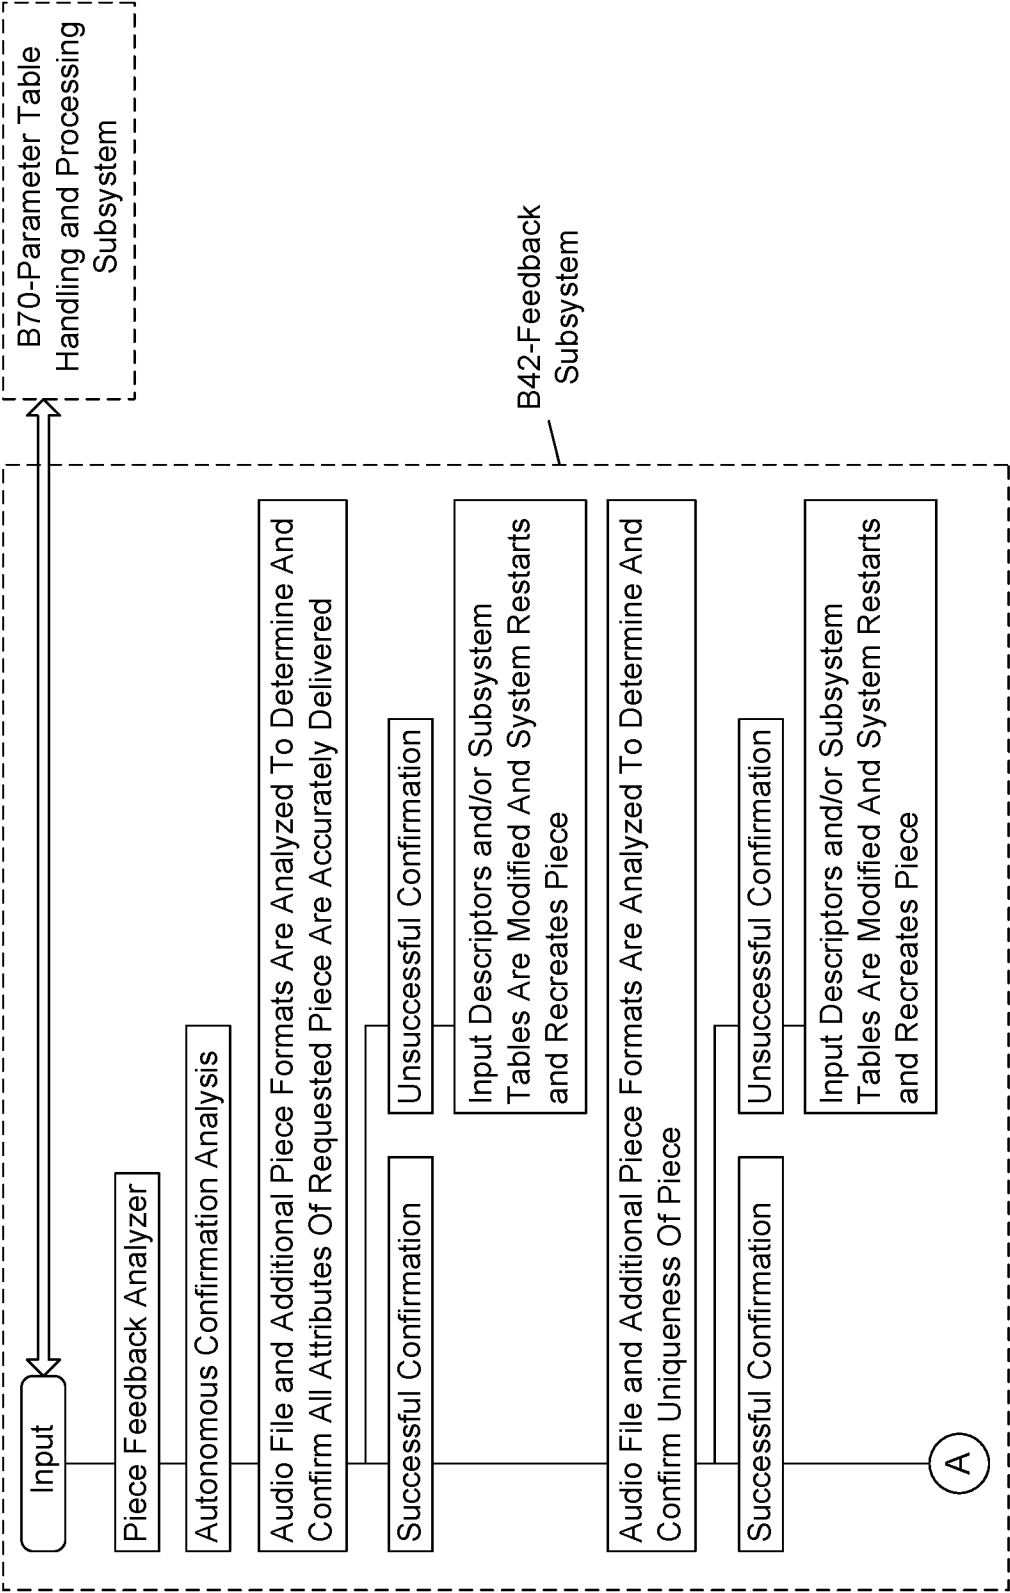 B70-Parameter Table
Handling and Processing
Subsystem
B42-Feedback
Subsystem
Input
Piece Feedback Analyzer
Autonomous Confirmation Analysis
Audio File and Additional Piece Formats Are Analyzed To Determine And
Confirm All Attributes Of Requested Piece Are Accurately Delivered
Successful Confirmation
Unsuccessful Confirmation
Input Descriptors and/or Subsystem
Tables Are Modified And System Restarts
and Recreates Piece
Audio File and Additional Piece Formats Are Analyzed To Determine And
Confirm Uniqueness Of Piece
Successful Confirmation
Unsuccessful Confirmation
Input Descriptors and/or Subsystem
Tables Are Modified And System Restarts
and Recreates Piece
A